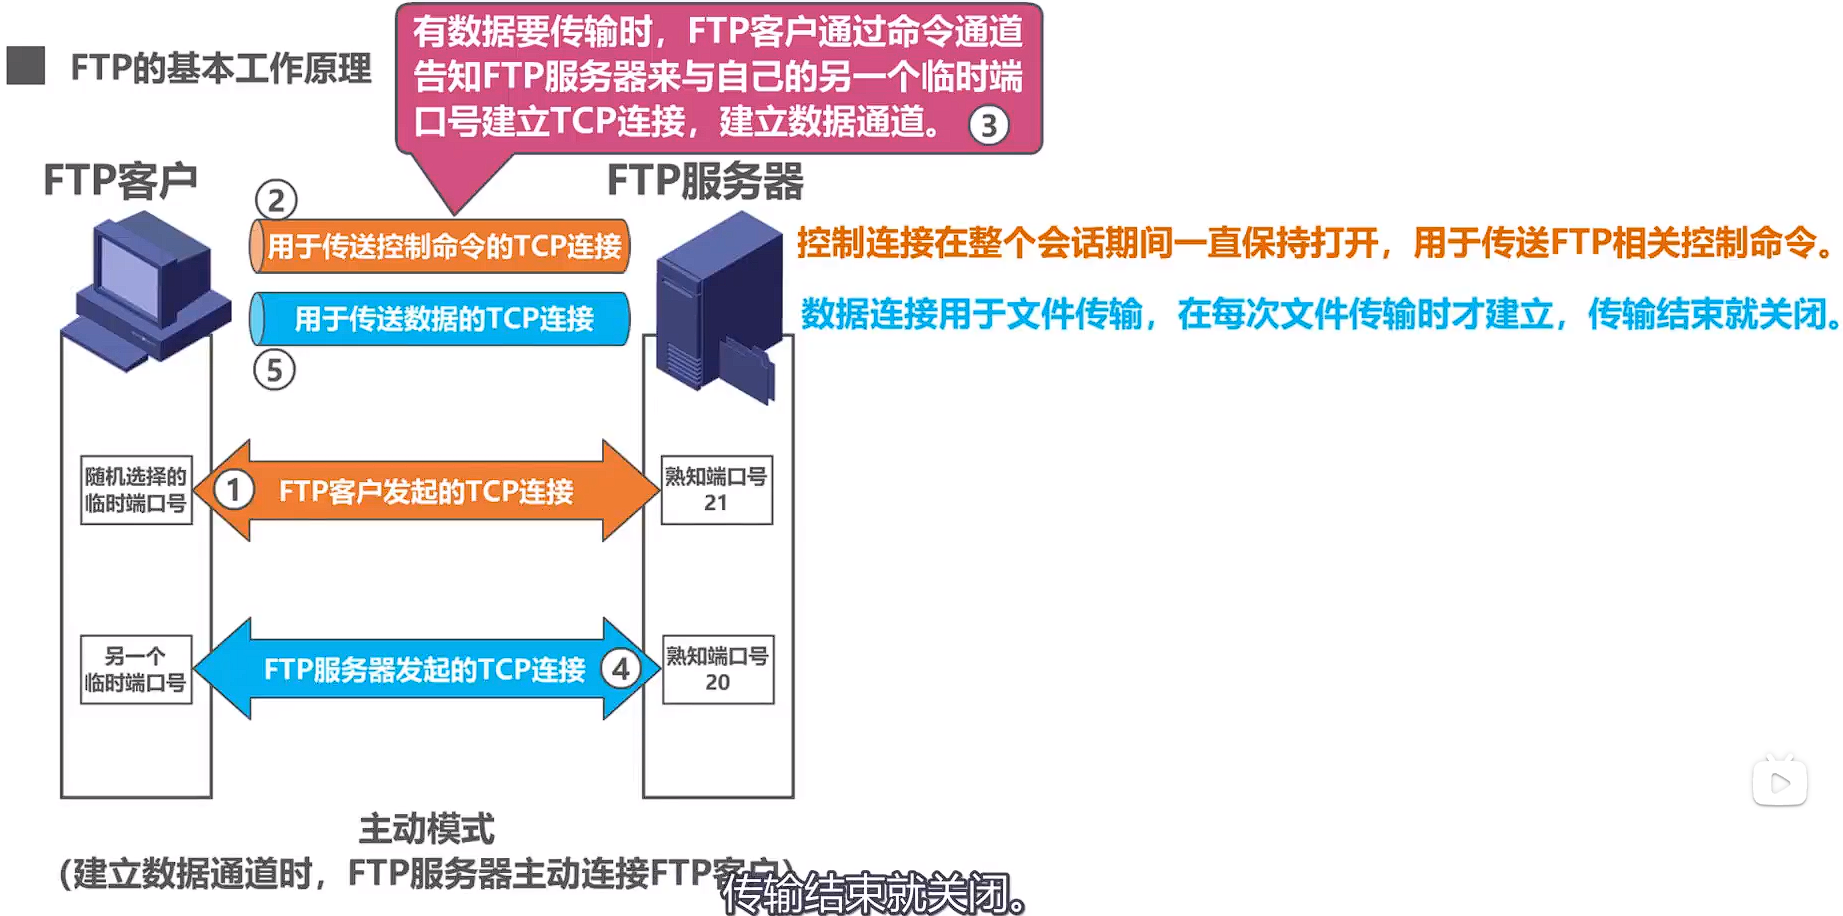 FTP的基本工作原理
有数据要传输时，FTP客户通过命令通道
告知FTP服务器来与自己的另一个临时端
口号建立TCP连接，建立数据通道。 ③
FTP客户
FTP服务器
②
用于传送控制命令的TCP连接
控制连接在整个会话期间一直保持打开，用于传送FTP相关控制命令。
用于传送数据的TCP连接
数据连接用于文件传输，在每次文件传输时才建立，传输结束就关闭。
⑤
随机选择的
临时端口号
① FTP客户发起的TCP连接
熟知端口号
21
另一个
临时端口号
FTP服务器发起的TCP连接 ④
熟知端口号
20
主动模式
(建立数据通道时，FTP服务器主动连接FTP客户)
传输结束就关闭。